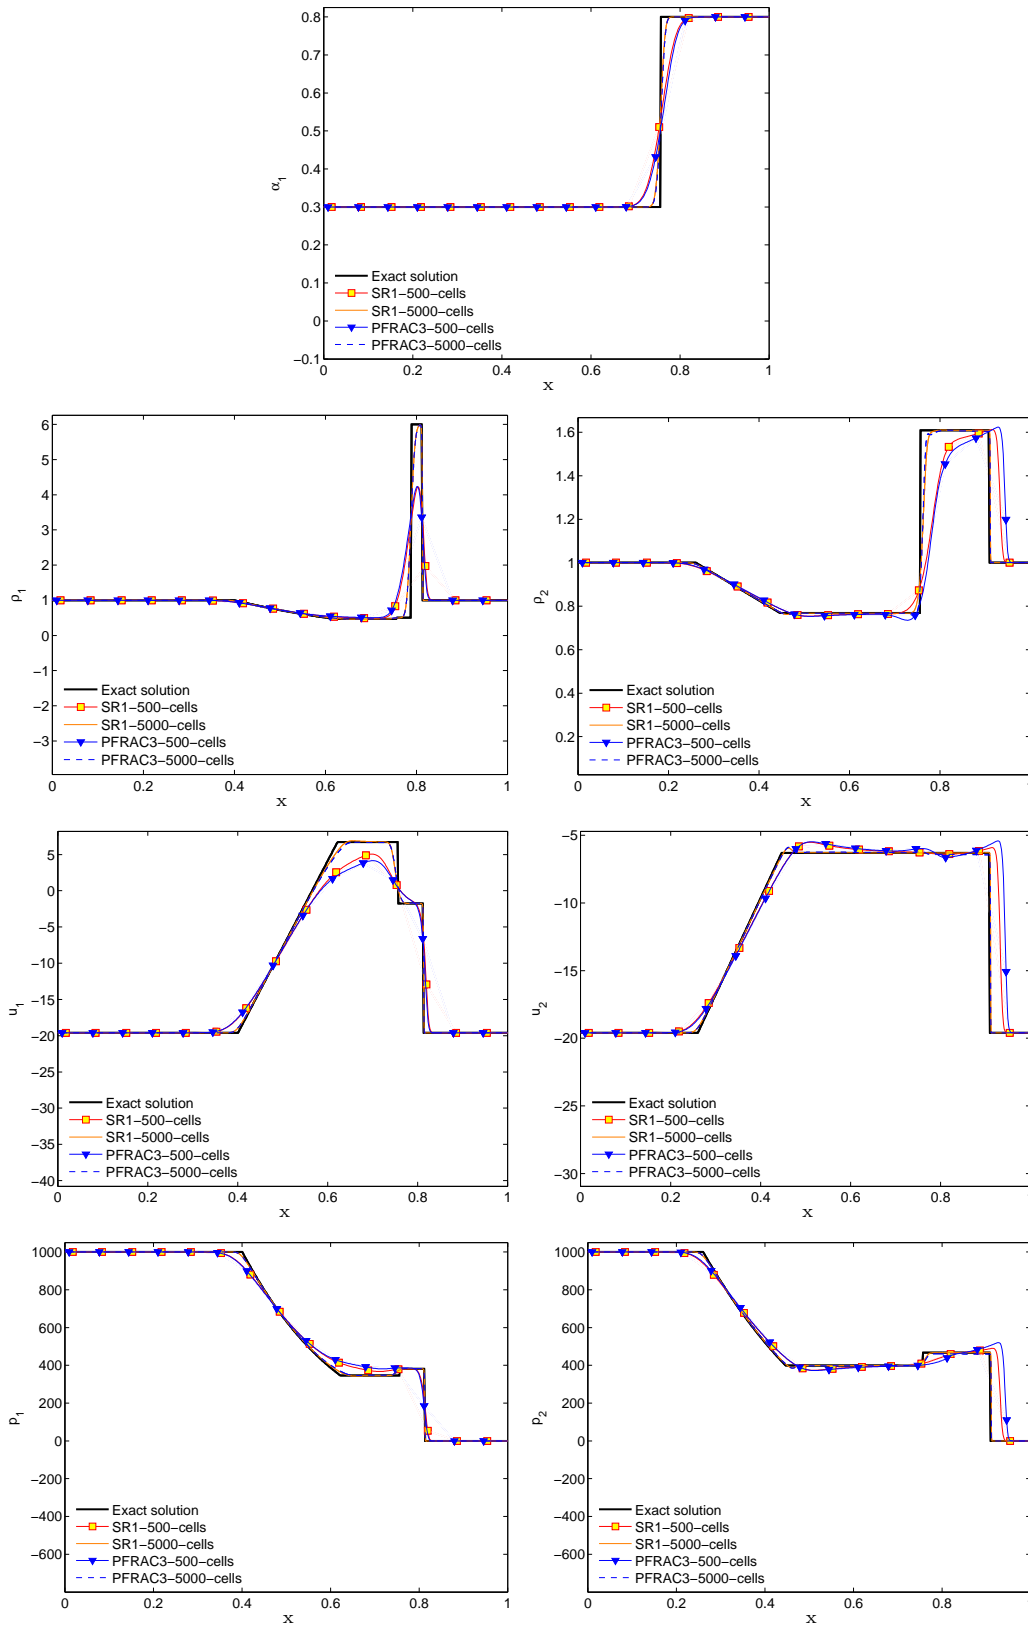 0.8
0.7
0.6
0.5
0.4
0.3
0.2
0.1
0
−0.1
α1
Exact solution
SR1−500−cells
SR1−5000−cells
PFRAC3−500−cells
PFRAC3−5000−cells
0 0.2 0.4 0.6 0.8 1
x
6
5
4
3
2
1
0
−1
−2
−3
ρ1
Exact solution
SR1−500−cells
SR1−5000−cells
PFRAC3−500−cells
PFRAC3−5000−cells
0 0.2 0.4 0.6 0.8 1
x
1.6
1.4
1.2
1
0.8
0.6
0.4
0.2
ρ2
Exact solution
SR1−500−cells
SR1−5000−cells
PFRAC3−500−cells
PFRAC3−5000−cells
0 0.2 0.4 0.6 0.8 1
x
5
0
−5
−10
−15
−20
−25
−30
−35
−40
u1
Exact solution
SR1−500−cells
SR1−5000−cells
PFRAC3−500−cells
PFRAC3−5000−cells
0 0.2 0.4 0.6 0.8 1
x
−5
−10
−15
−20
−25
−30
u2
Exact solution
SR1−500−cells
SR1−5000−cells
PFRAC3−500−cells
PFRAC3−5000−cells
0 0.2 0.4 0.6 0.8 1
x
1000
800
600
400
200
0
−200
−400
−600
p1
Exact solution
SR1−500−cells
SR1−5000−cells
PFRAC3−500−cells
PFRAC3−5000−cells
0 0.2 0.4 0.6 0.8 1
x
1000
800
600
400
200
0
−200
−400
−600
p2
Exact solution
SR1−500−cells
SR1−5000−cells
PFRAC3−500−cells
PFRAC3−5000−cells
0 0.2 0.4 0.6 0.8 1
x